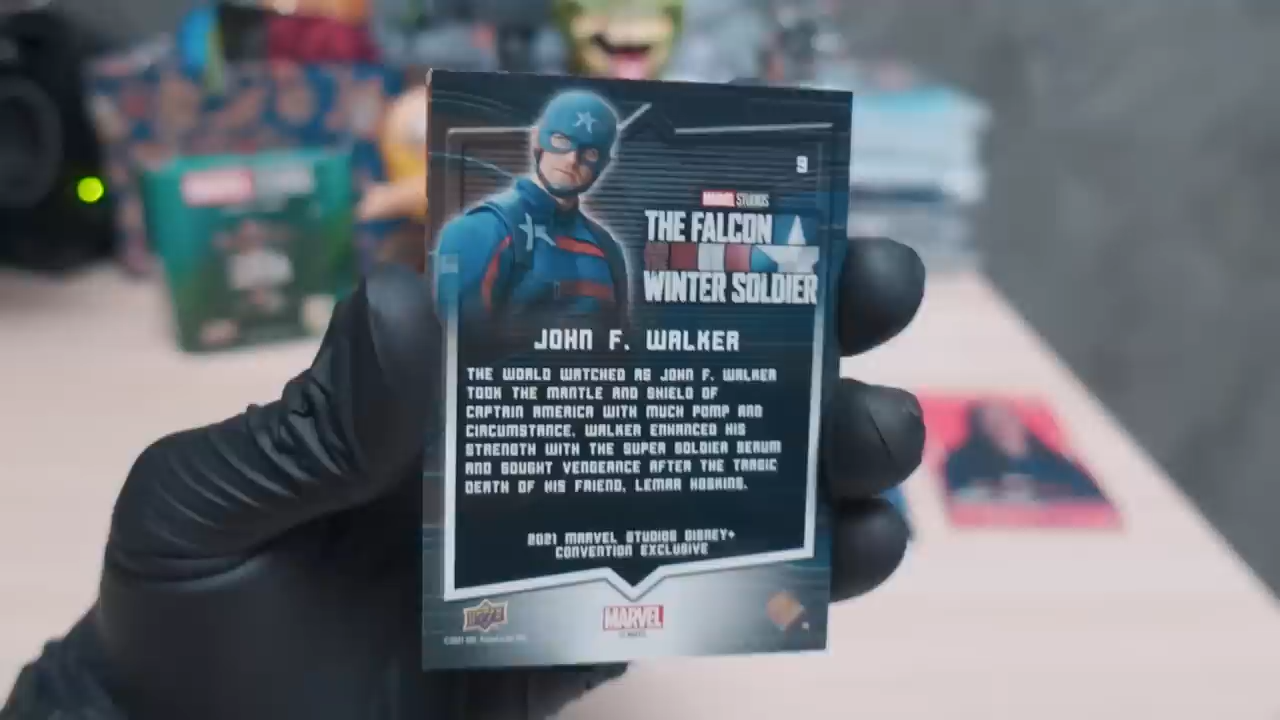 9
MARVEL STUDIOS
THE FALCON
WINTER SOLDIER
JOHN F. WALKER
THE WORLD WATCHED AS JOHN F. WALKER
TOOK THE MANTLE AND SHIELD OF
CAPTAIN AMERICA WITH MUCH POMP AND
CIRCUMSTANCE. WALKER ENHANCED HIS
STRENGTH WITH THE SUPER SOLDIER SERUM
AND SOUGHT VENGEANCE AFTER THE TRAGIC
DEATH OF HIS FRIEND, LEMAR HOSKINS.
2021 MARVEL STUDIOS DISNEY+
CONVENTION EXCLUSIVE
MARVEL